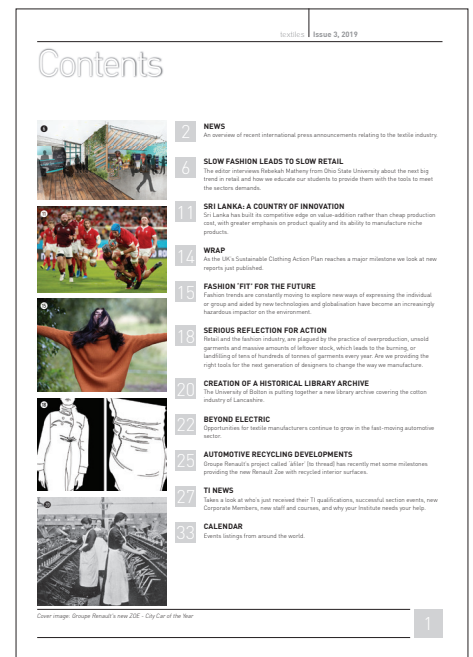 textiles | Issue 3, 2019
Contents
2
NEWS
An overview of recent international press announcements relating to the textile industry.
6
SLOW FASHION LEADS TO SLOW RETAIL
The editor interviews Rebekah Matheny from Ohio State University about the next big
trend in retail and how we educate our students to provide them with the tools to meet
the sectors demands.
11
SRI LANKA: A COUNTRY OF INNOVATION
Sri Lanka has built its competitive edge on value-addition rather than cheap production
cost, with greater emphasis on product quality and its ability to manufacture niche
products.
14
WRAP
As the UK's Sustainable Clothing Action Plan reaches a major milestone we look at new
reports just published.
15
FASHION 'FIT' FOR THE FUTURE
Fashion trends are constantly moving to explore new ways of expressing the individual
or group and aided by new technologies and globalisation have become an increasingly
hazardous impactor on the environment.
18
SERIOUS REFLECTION FOR ACTION
Retail and the fashion industry, are plagued by the practice of overproduction, unsold
garments and massive amounts of leftover stock, which leads to the burning, or
landfilling of tens of hundreds of tonnes of garments every year. Are we providing the
right tools for the next generation of designers to change the way we manufacture.
20
CREATION OF A HISTORICAL LIBRARY ARCHIVE
The University of Bolton is putting together a new library archive covering the cotton
industry of Lancashire.
22
BEYOND ELECTRIC
Opportunities for textile manufacturers continue to grow in the fast-moving automotive
sector.
25
AUTOMOTIVE RECYCLING DEVELOPMENTS
Groupe Renault's project called 'afiler' (to thread) has recently met some milestones
providing the new Renault Zoe with recycled interior surfaces.
27
TI NEWS
Takes a look at who's just received their TI qualifications, successful section events, new
Corporate Members, new staff and courses, and why your Institute needs your help.
33
CALENDAR
Events listings from around the world.
Cover image: Groupe Renault's new ZOE - City Car of the Year
1